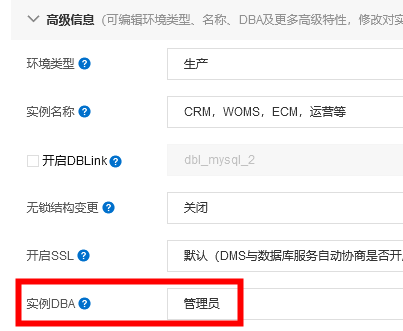 高级信息 (可编辑环境类型、名称、DBA及更多高级特性，修改对实
环境类型 ? 生产
实例名称 ? CRM，WOMS，ECM，运营等
开启DBLink ? dbl_mysql_2
无锁结构变更 ? 关闭
开启SSL ? 默认（DMS与数据库服务自动协商是否开
实例DBA ? 管理员